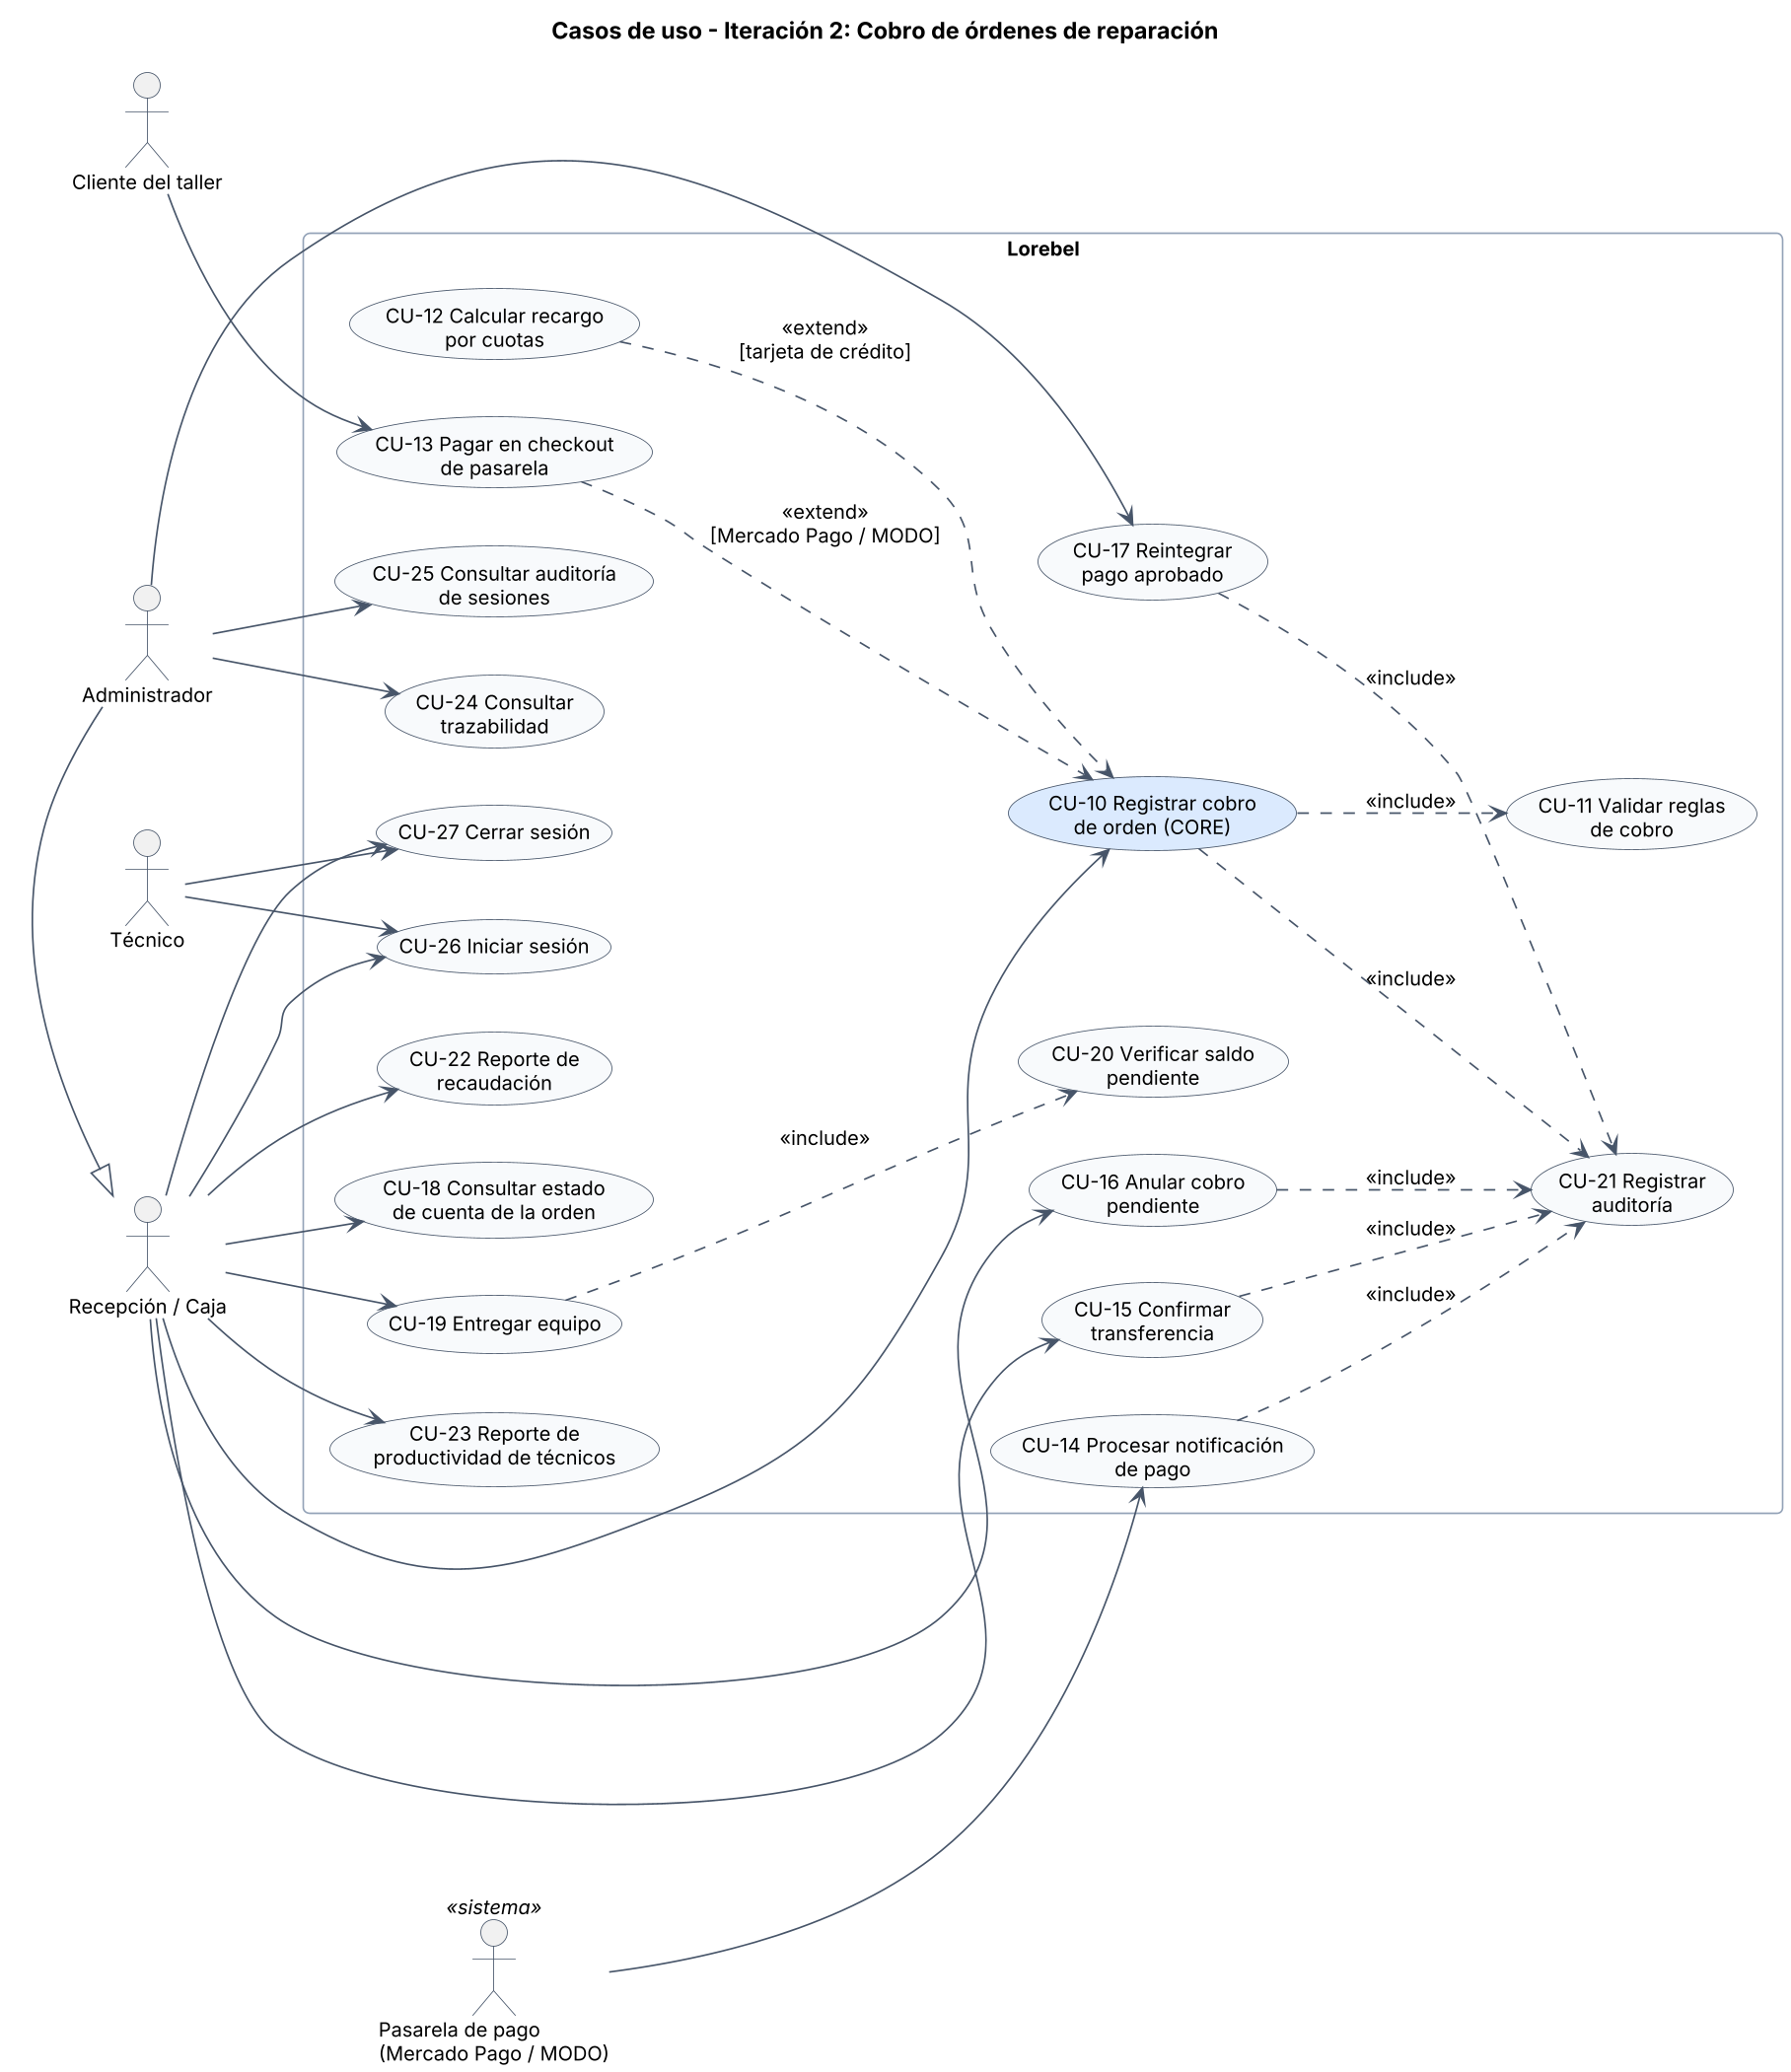 Casos de uso - Iteración 2: Cobro de órdenes de reparación
Cliente del taller
Lorebel
CU-12 Calcular recargo
por cuotas
«extend»
[tarjeta de crédito]
CU-13 Pagar en checkout
de pasarela
«extend»
[Mercado Pago / MODO]
CU-17 Reintegrar
pago aprobado
CU-25 Consultar auditoría
de sesiones
Administrador
CU-24 Consultar
trazabilidad
«include»
CU-10 Registrar cobro
de orden (CORE)
«include»
CU-11 Validar reglas
de cobro
CU-27 Cerrar sesión
Técnico
CU-26 Iniciar sesión
«include»
CU-22 Reporte de
recaudación
CU-20 Verificar saldo
pendiente
«include»
CU-18 Consultar estado
de cuenta de la orden
CU-16 Anular cobro
pendiente
«include»
CU-21 Registrar
auditoría
«include»
Recepción / Caja
CU-19 Entregar equipo
CU-15 Confirmar
transferencia
«include»
CU-23 Reporte de
productividad de técnicos
CU-14 Procesar notificación
de pago
«sistema»
Pasarela de pago
(Mercado Pago / MODO)